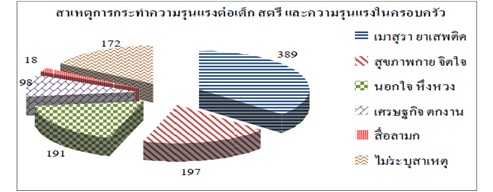 สาเหตุการกระทำความรุนแรงต่อเด็ก สตรี และความรุนแรงในครอบครัว
172
18
98
389
191
197
เมาสุรา ยาเสพติด
สุขภาพกาย จิตใจ
นอกใจ หึงหวง
เศรษฐกิจ ตกงาน
สื่อลามก
ไม่ระบุสาเหตุ